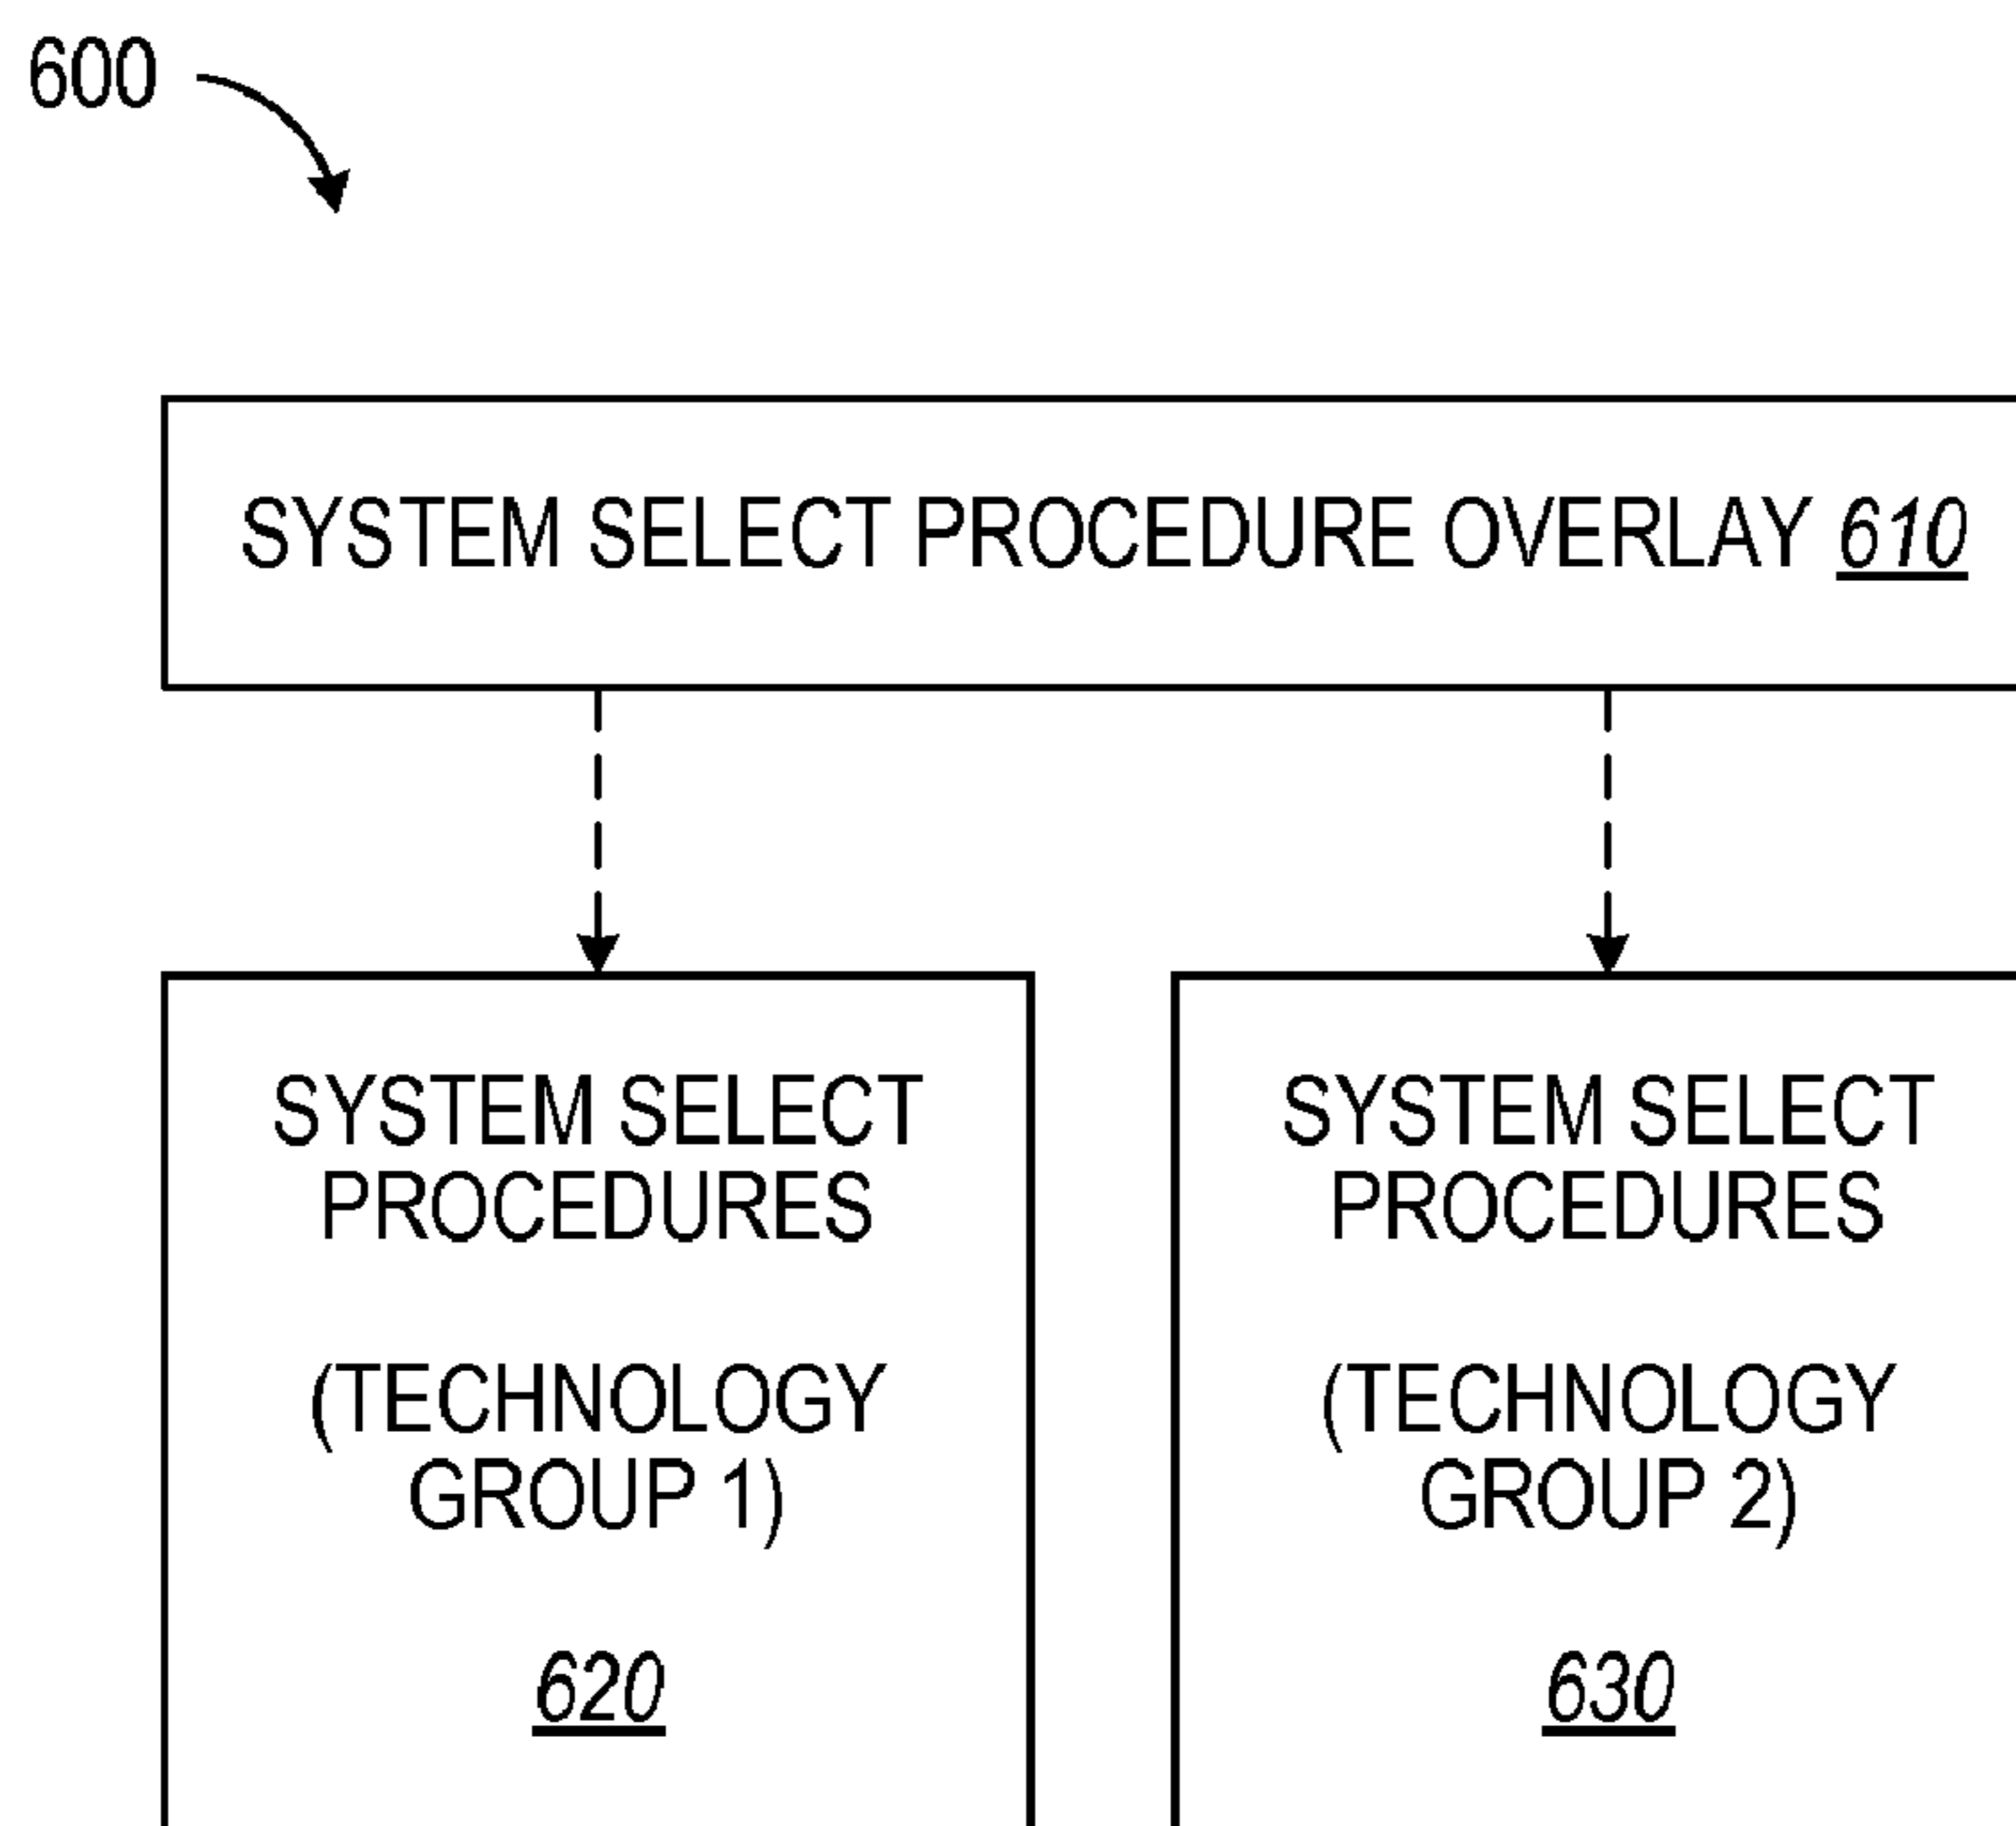 600
SYSTEM SELECT PROCEDURE OVERLAY 610
SYSTEM SELECT
PROCEDURES
(TECHNOLOGY
GROUP 1)
620
SYSTEM SELECT
PROCEDURES
(TECHNOLOGY
GROUP 2)
630